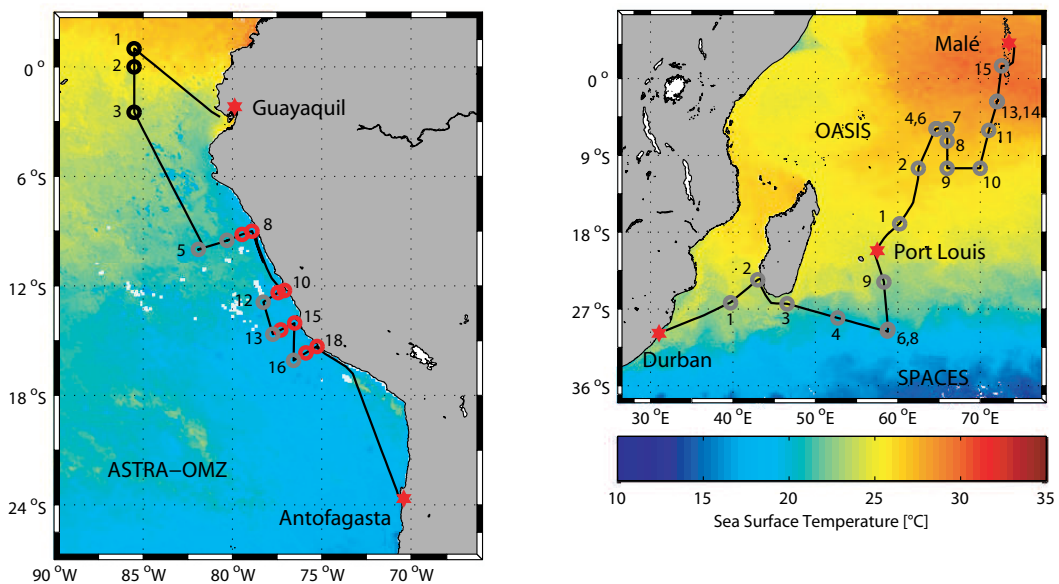 1
2
3
Guayaquil
5
8
10
12
15
13
18
16
ASTRA−OMZ
Antofagasta
0 °
6 °S
12 °S
18 °S
24 °S
90 °W
85 °W
80 °W
75 °W
70 °W
Malé
15
13,14
4,6
7
11
OASIS
8
2
9
10
1
Port Louis
2
9
1
3
4
6,8
Durban
SPACES
0 °
9 °S
18 °S
27 °S
36 °S
30 °E
40 °E
50 °E
60 °E
70 °E
10
15
20
25
30
35
Sea Surface Temperature [°C]